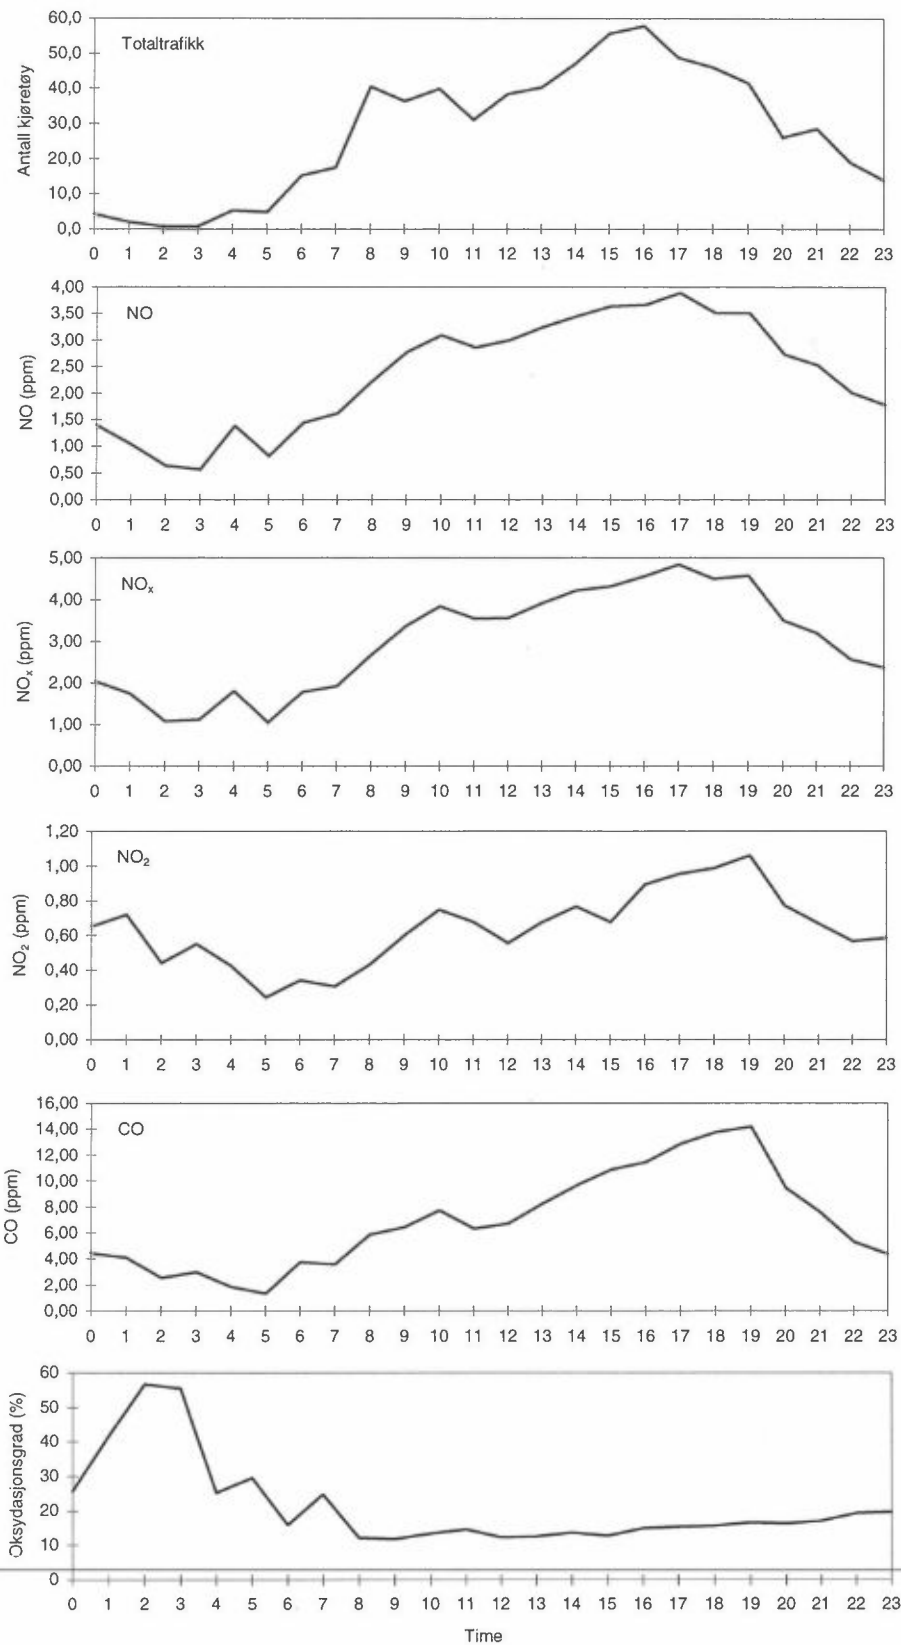 60,0
Totaltrafikk
50,0
40,0
30,0
20,0
10,0
0,0
Antall kjøretøy
0 1 2 3 4 5 6 7 8 9 10 11 12 13 14 15 16 17 18 19 20 21 22 23
4,00
NO
3,50
3,00
2,50
2,00
1,50
1,00
0,50
0,00
NO (ppm)
0 1 2 3 4 5 6 7 8 9 10 11 12 13 14 15 16 17 18 19 20 21 22 23
5,00
NOₓ
4,00
3,00
2,00
1,00
0,00
NOₓ (ppm)
0 1 2 3 4 5 6 7 8 9 10 11 12 13 14 15 16 17 18 19 20 21 22 23
1,20
NO₂
1,00
0,80
0,60
0,40
0,20
0,00
NO₂ (ppm)
0 1 2 3 4 5 6 7 8 9 10 11 12 13 14 15 16 17 18 19 20 21 22 23
16,00
CO
14,00
12,00
10,00
8,00
6,00
4,00
2,00
0,00
CO (ppm)
0 1 2 3 4 5 6 7 8 9 10 11 12 13 14 15 16 17 18 19 20 21 22 23
60
50
40
30
20
10
0
Oksydasjonsgrad (%)
0 1 2 3 4 5 6 7 8 9 10 11 12 13 14 15 16 17 18 19 20 21 22 23
Time